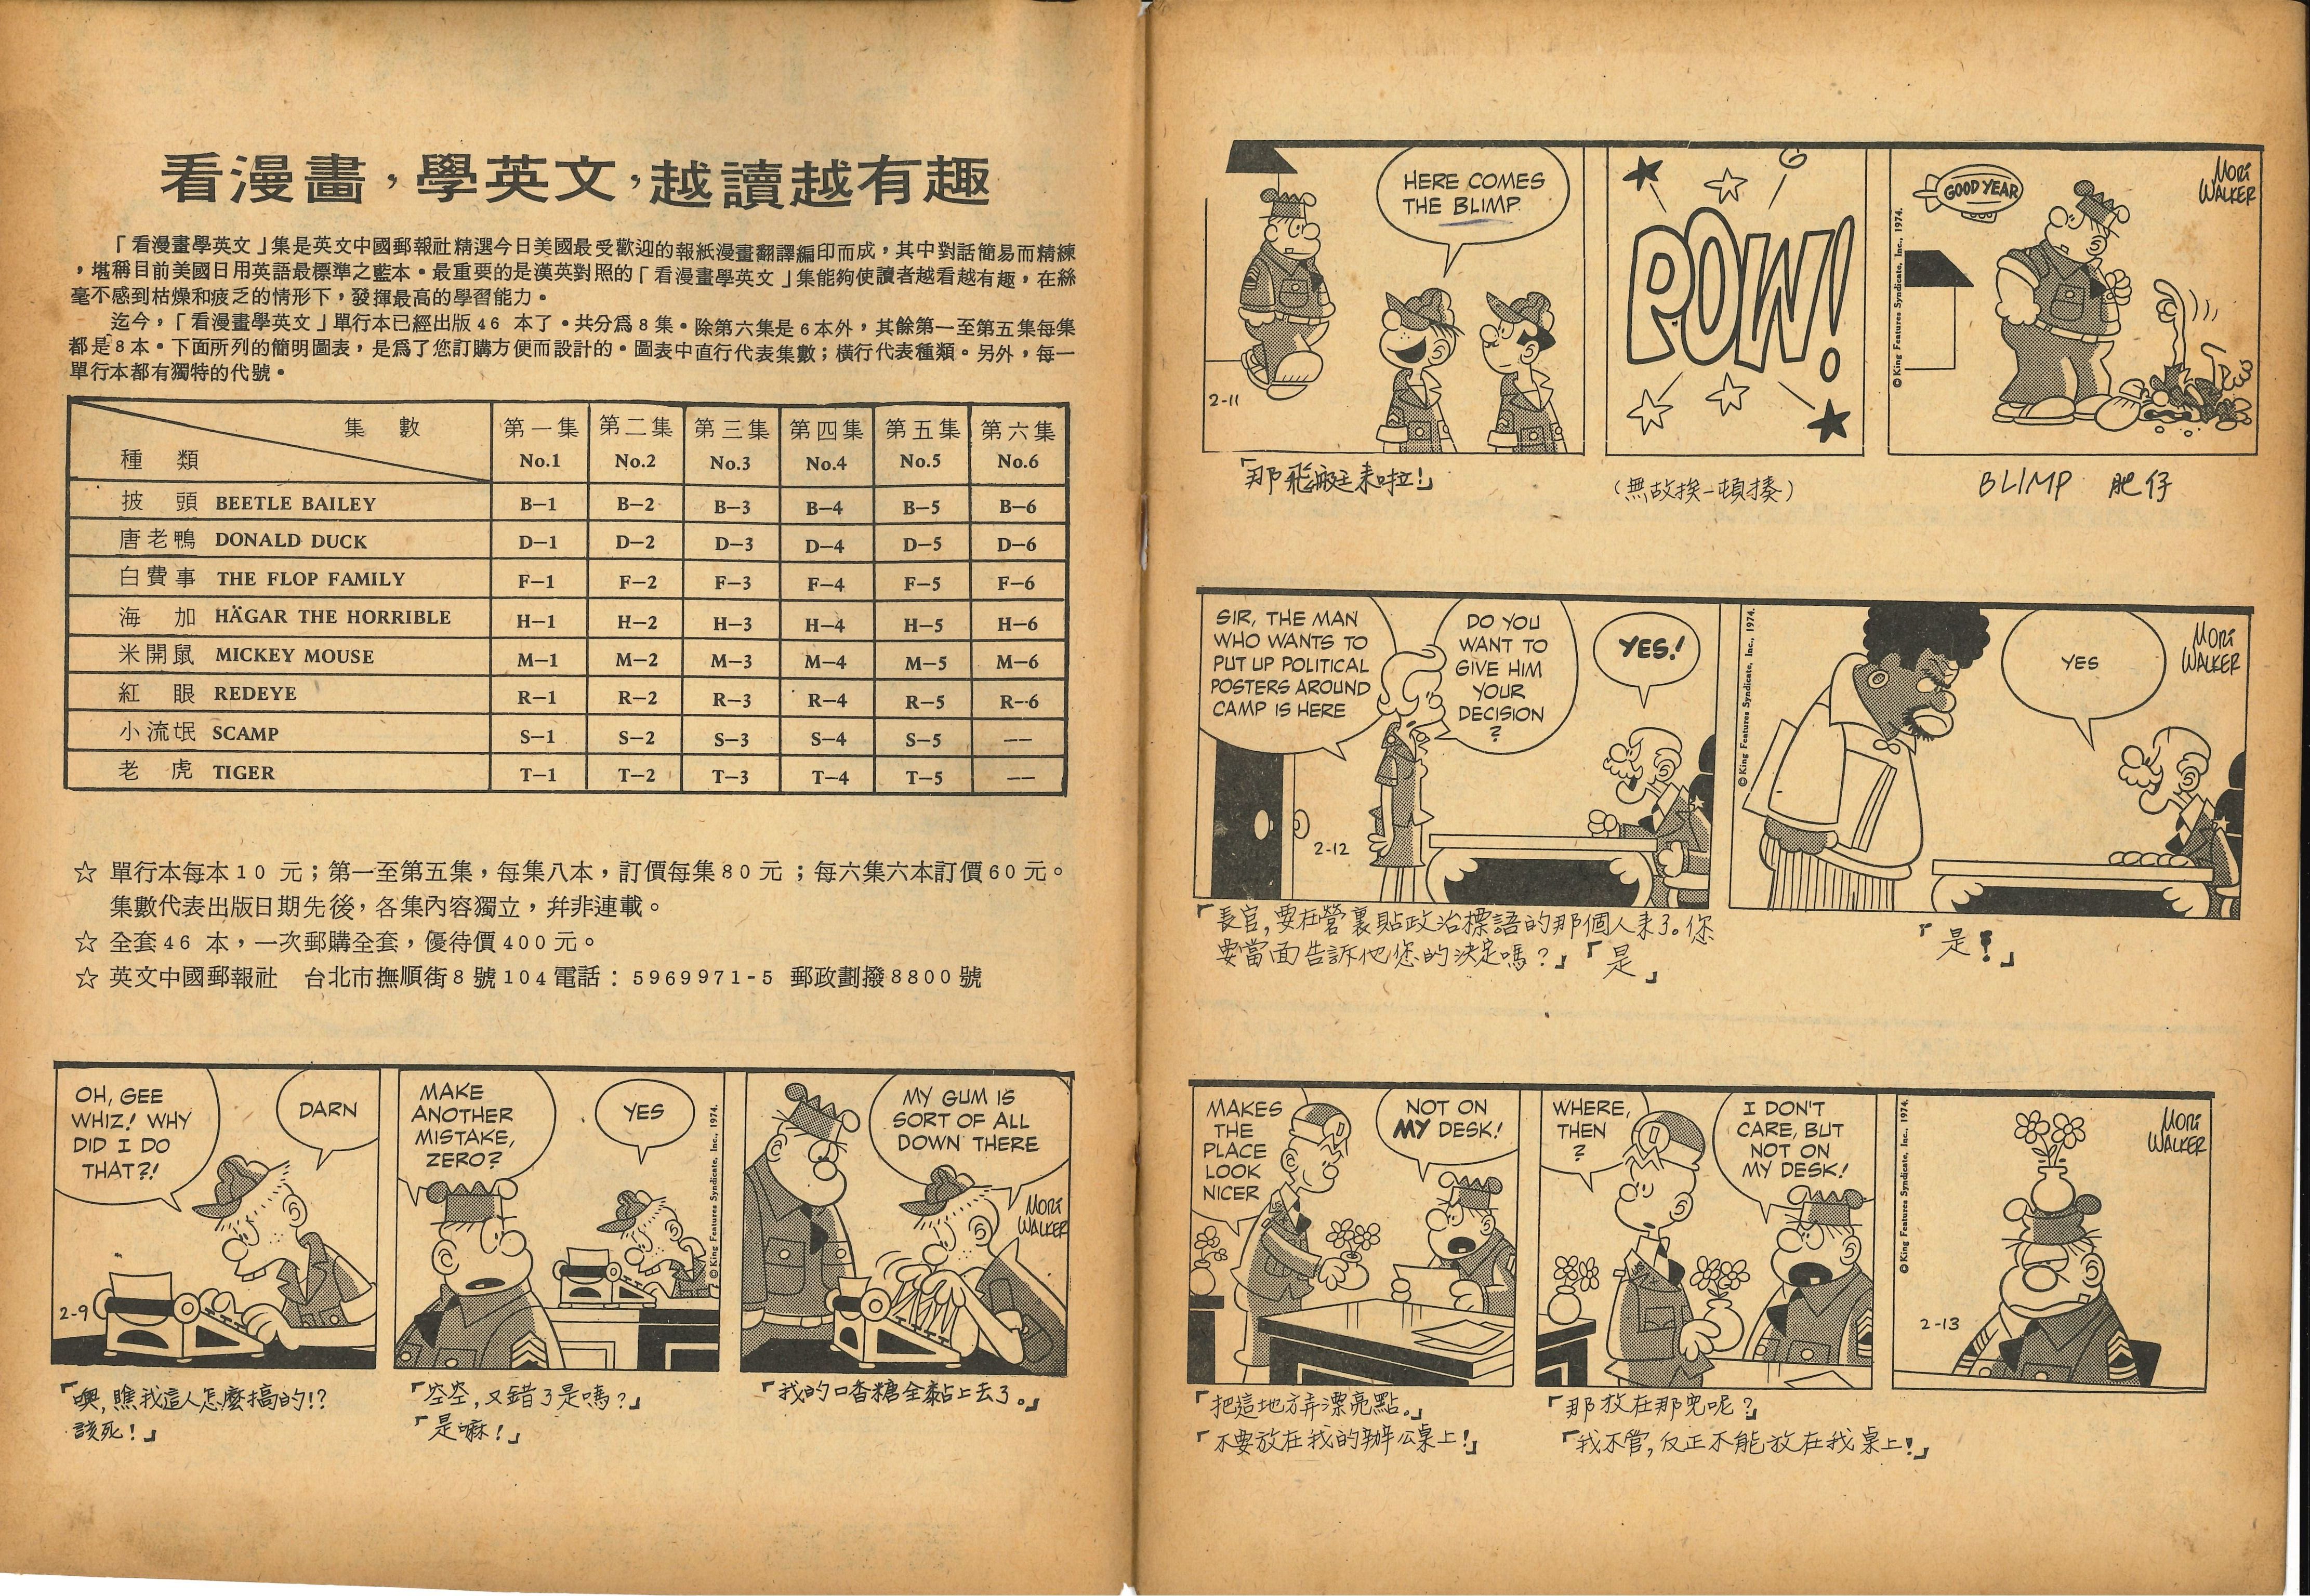 看漫畫，學英文，越讀越有趣
「看漫畫學英文」集是英文中國郵報社精選今日美國最受歡迎的報紙漫畫翻譯編印而成，其中對話簡易而精練
，堪稱目前美國日用英語最標準之藍本。最重要的是漢英對照的「看漫畫學英文」集能夠使讀者越看越有趣，在絲
毫不感到枯燥和疲乏的情形下，發揮最高的學習能力。
迄今，「看漫畫學英文」單行本已經出版46 本了。共分爲8集。除第六集是6本外，其餘第一至第五集每集
都是8本。下面所列的簡明圖表，是爲了您訂購方便而設計的。圖表中直行代表集數；橫行代表種類。另外，每一
單行本都有獨特的代號。
集 數 第一集 第二集 第三集 第四集 第五集 第六集
種 類 No.1 No.2 No.3 No.4 No.5 No.6
披 頭 BEETLE BAILEY B—1 B—2 B—3 B—4 B—5 B—6
唐老鴨 DONALD DUCK D—1 D—2 D—3 D—4 D—5 D—6
白費事 THE FLOP FAMILY F—1 F—2 F—3 F—4 F—5 F—6
海 加 HÄGAR THE HORRIBLE H—1 H—2 H—3 H—4 H—5 H—6
米開鼠 MICKEY MOUSE M—1 M—2 M—3 M—4 M—5 M—6
紅 眼 REDEYE R—1 R—2 R—3 R—4 R—5 R—6
小流氓 SCAMP S—1 S—2 S—3 S—4 S—5 ——
老 虎 TIGER T—1 T—2 T—3 T—4 T—5 ——
☆ 單行本每本10 元；第一至第五集，每集八本，訂價每集80元；每六集六本訂價60元。
集數代表出版日期先後，各集內容獨立，幷非連載。
☆ 全套46 本，一次郵購全套，優待價400元。
☆ 英文中國郵報社 台北市撫順街8號104電話：5969971-5 郵政劃撥8800號
OH, GEE
WHIZ! WHY
DID I DO
THAT?!
DARN
2-9
MAKE
ANOTHER
MISTAKE,
ZERO?
YES
© King Features Syndicate, Inc., 1974.
MY GUM IS
SORT OF ALL
DOWN THERE
MORT
WALKER
「噢,瞧我這人怎麼搞的!?
該死！」
「空空,又錯了是嗎？」
「是嘛！」
「我的口香糖全黏上去了。」
HERE COMES
THE BLIMP
2-11
POW!
GOOD YEAR
MORT
WALKER
© King Features Syndicate, Inc., 1974.
「那飛艇來啦！」
（無故挨一頓揍）
BLIMP 肥仔
SIR, THE MAN
WHO WANTS TO
PUT UP POLITICAL
POSTERS AROUND
CAMP IS HERE
DO YOU
WANT TO
GIVE HIM
YOUR
DECISION
?
YES!
2-12
© King Features Syndicate, Inc., 1974.
YES
MORT
WALKER
「長官,要在營裏貼政治標語的那個人來了。您
要當面告訴他您的決定嗎？」「是」
「是！」
MAKES
THE
PLACE
LOOK
NICER
NOT ON
MY DESK!
WHERE,
THEN
?
I DON'T
CARE, BUT
NOT ON
MY DESK!
© King Features Syndicate, Inc., 1974.
MORT
WALKER
2-13
「把這地方弄漂亮點。」
「不要放在我的辦公桌上！」
「那放在那兒呢？」
「我不管,反正不能放在我桌上！」